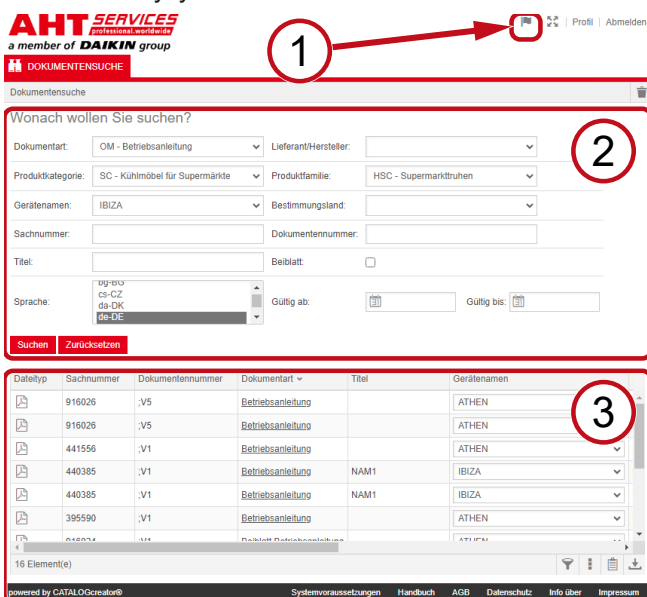 AHT SERVICES
professional.worldwide
a member of DAIKIN group
1
Profil | Abmelden
DOKUMENTENSUCHE
Dokumentensuche
Wonach wollen Sie suchen?
2
Dokumentart: OM - Betriebsanleitung Lieferant/Hersteller:
Produktkategorie: SC - Kühlmöbel für Supermärkte Produktfamilie: HSC - Supermarkttruhen
Gerätenamen: IBIZA Bestimmungsland:
Sachnummer: Dokumentennummer:
Titel: Beiblatt:
Sprache: bg-BG
cs-CZ
da-DK
de-DE
Gültig ab: Gültig bis:
Suchen Zurücksetzen
Dateityp Sachnummer Dokumentennummer Dokumentart Titel Gerätenamen
3
916026 ;V5 Betriebsanleitung ATHEN
916026 ;V5 Betriebsanleitung ATHEN
441556 ;V1 Betriebsanleitung ATHEN
440385 ;V1 Betriebsanleitung NAM1 IBIZA
440385 ;V1 Betriebsanleitung NAM1 IBIZA
395590 ;V1 Betriebsanleitung ATHEN
;V1 Beiblatt Betriebsanleitung ATHEN
16 Element(e)
powered by CATALOGcreator® Systemvoraussetzungen Handbuch AGB Datenschutz Info über Impressum